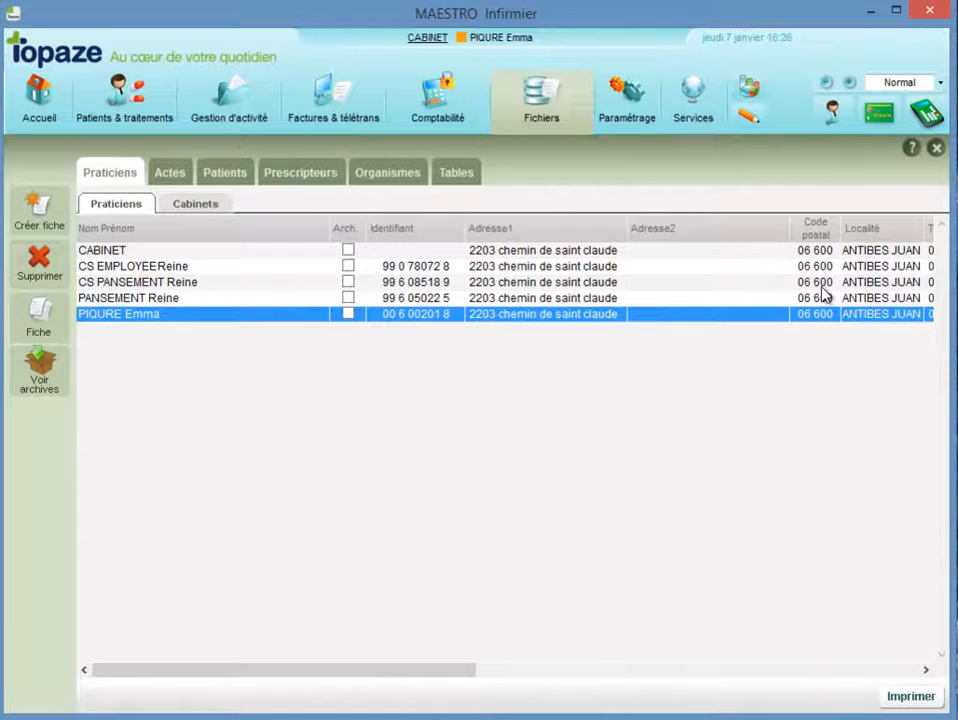 MAESTRO Infirmier
Topaze Au cœur de votre quotidien
CABINET PIQURE Emma
jeudi 7 janvier 16:26
Normal
Accueil
Patients & traitements
Gestion d'activité
Factures & télétrans
Comptabilité
Fichiers
Paramétrage
Services
Praticiens Actes Patients Prescripteurs Organismes Tables
Praticiens Cabinets
Créer fiche
Supprimer
Fiche
Voir archives
Nom Prénom Arch. Identifiant Adresse1 Adresse2 Code postal Localité T
CABINET 2203 chemin de saint claude 06 600 ANTIBES JUAN 0
CS EMPLOYEE Reine 99 0 78072 8 2203 chemin de saint claude 06 600 ANTIBES JUAN 0
CS PANSEMENT Reine 99 6 08518 9 2203 chemin de saint claude 06 600 ANTIBES JUAN 0
PANSEMENT Reine 99 6 05022 5 2203 chemin de saint claude 06 ANTIBES JUAN 0
PIQURE Emma 00 6 00201 8 2203 chemin de saint claude 06 600 ANTIBES JUAN 0
Imprimer